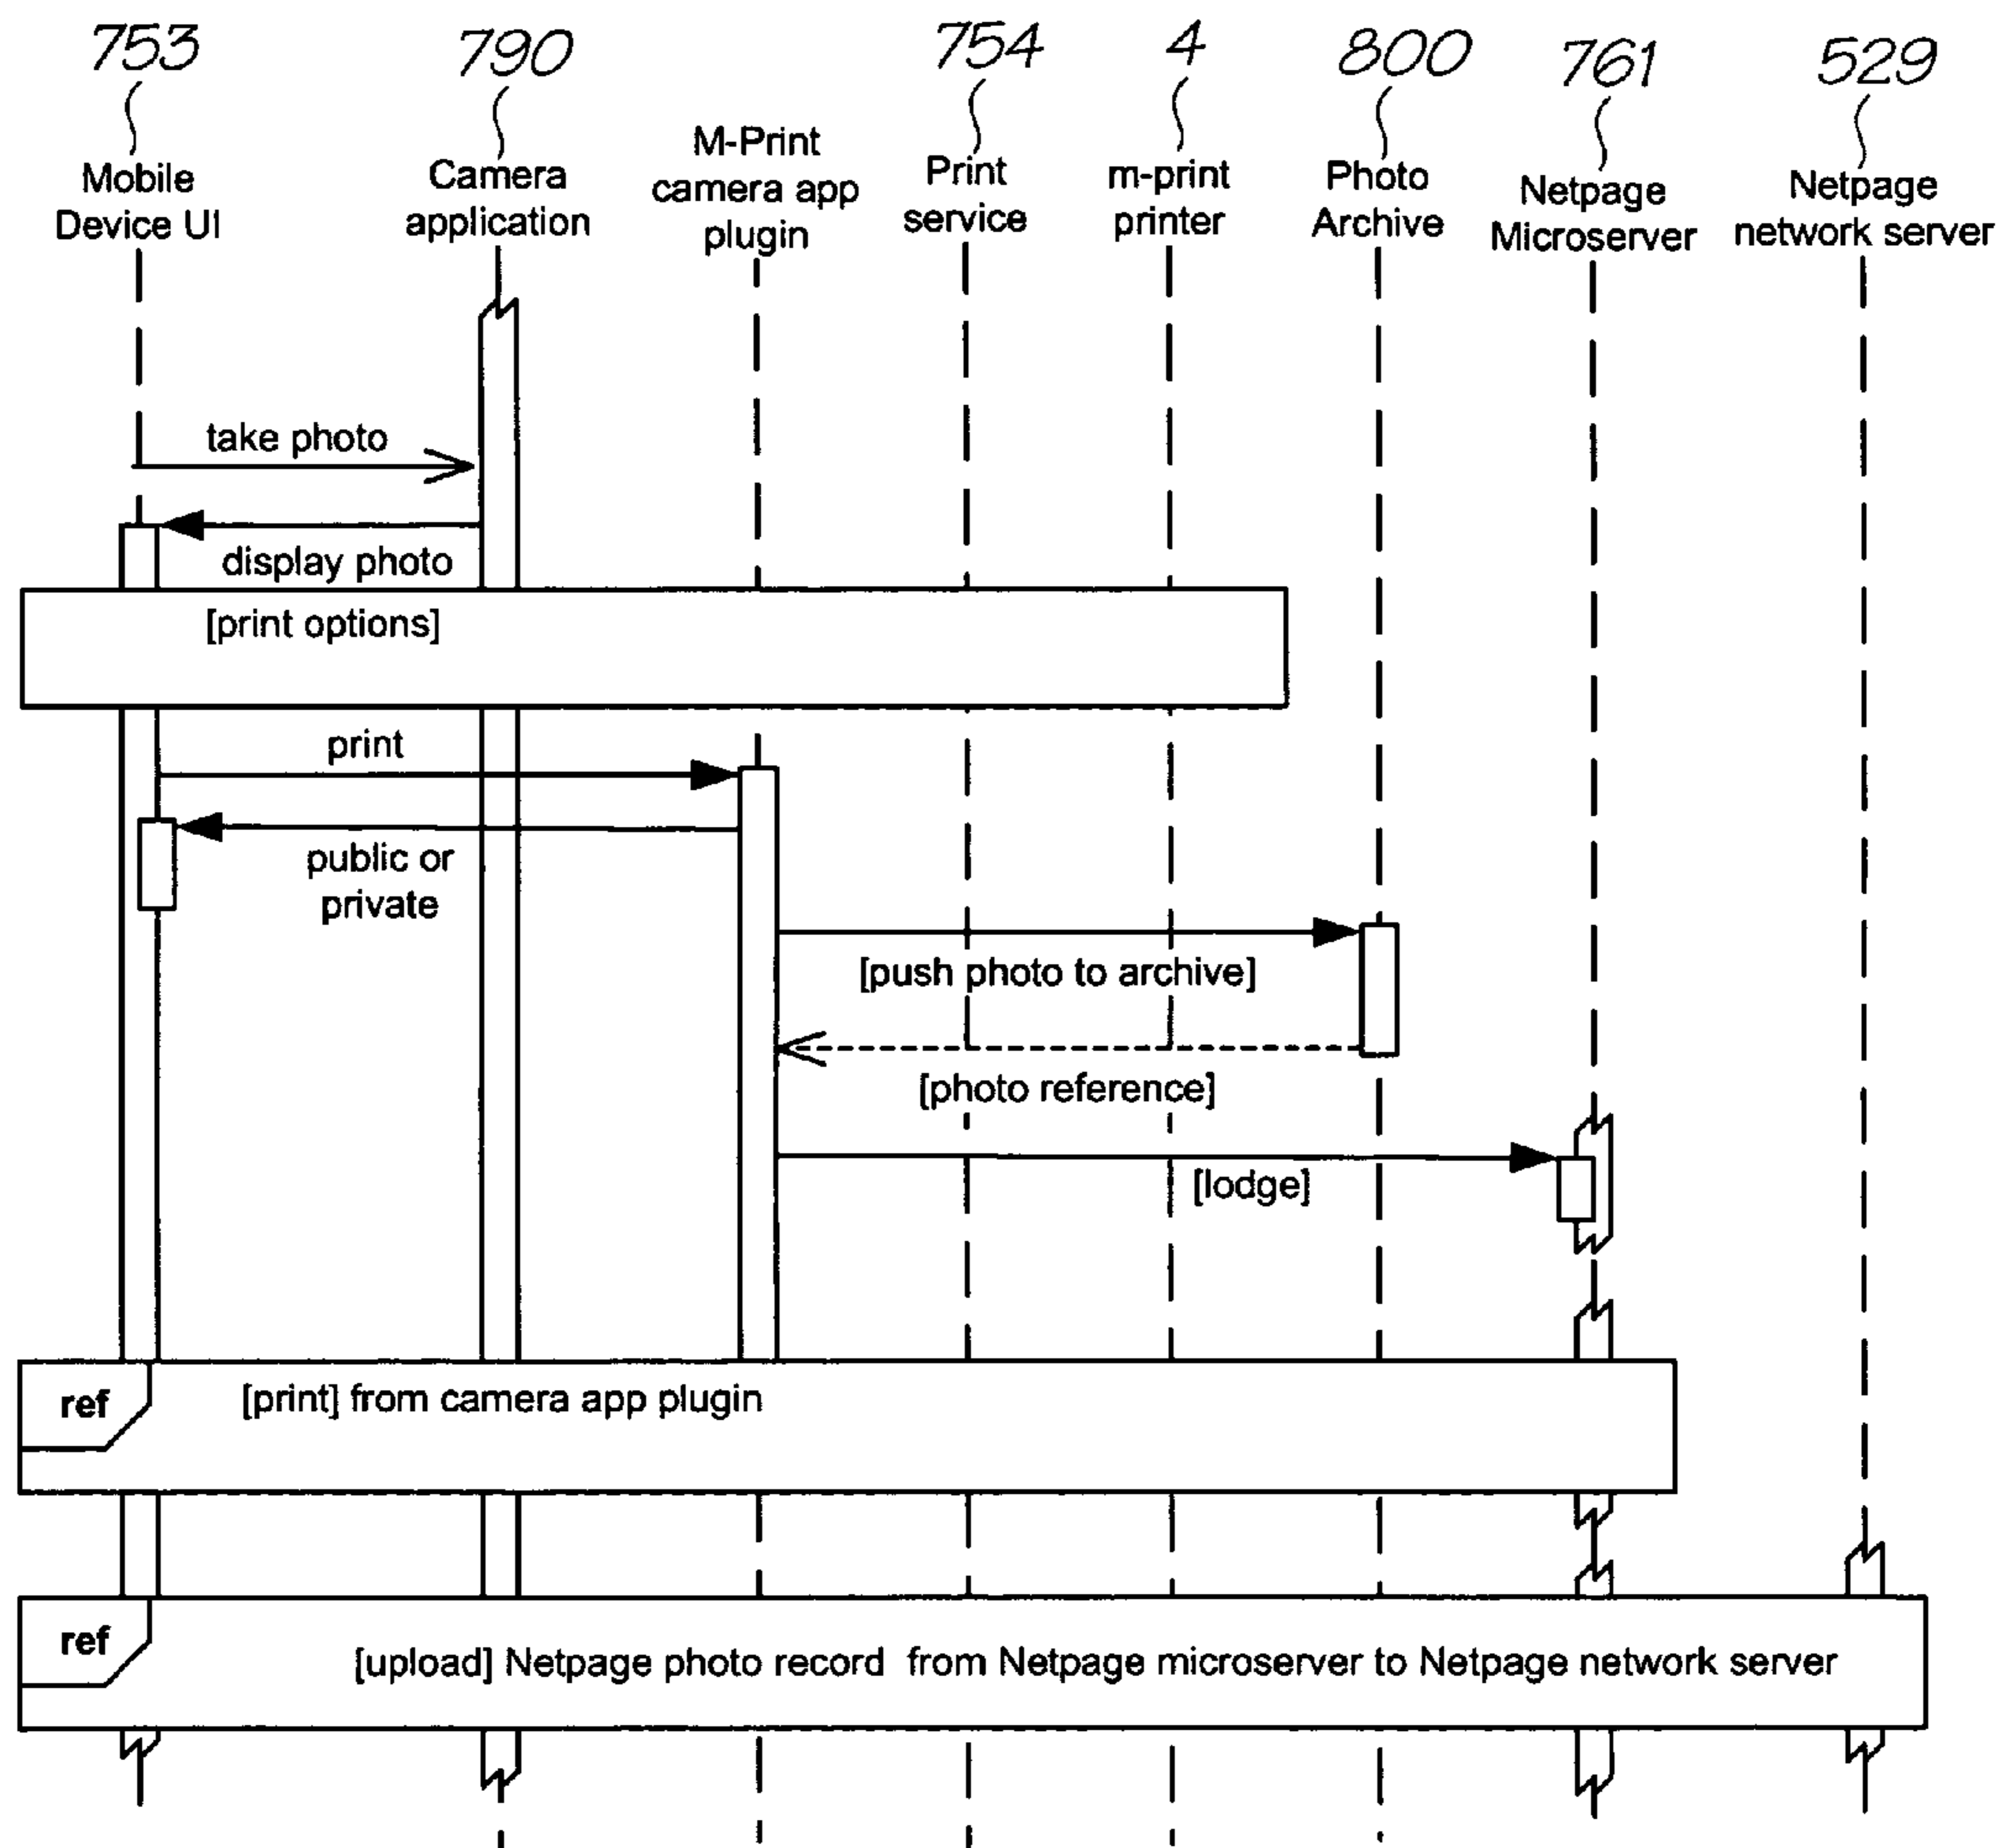 753
790
754
4
800
761
529
Mobile
Device UI
Camera
application
M-Print
camera app
plugin
Print
service
m-print
printer
Photo
Archive
Netpage
Microserver
Netpage
network server
take photo
display photo
[print options]
print
public or
private
[push photo to archive]
[photo reference]
[lodge]
ref
[print] from camera app plugin
ref
[upload] Netpage photo record from Netpage microserver to Netpage network server